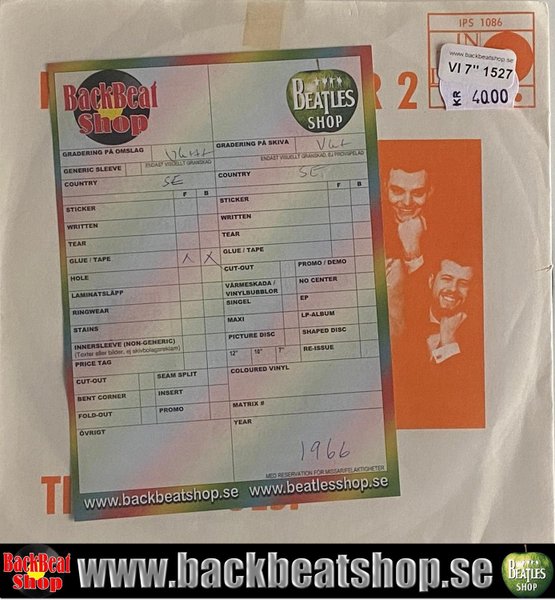 IPS 1086
IN
R 2
www.backbeatshop.se
VI 7" 1527
KR 40.00
BackBeat
Shop
BEATLES
SHOP
GRADERING PÅ OMSLAG
GRADERING PÅ SKIVA
ENDAST VISUELLT GRANSKAD
ENDAST VISUELLT GRANSKAD, EJ PROVSPELAD
GENERIC SLEEVE
COUNTRY SE
COUNTRY SE
F B
F B
STICKER
STICKER
WRITTEN
WRITTEN
TEAR
TEAR
GLUE / TAPE X X
GLUE / TAPE
HOLE
CUT-OUT
PROMO / DEMO
LAMINATSLÄPP
VÄRMESKADA /
VINYLBUBBLOR
NO CENTER
RINGWEAR
SINGEL
EP
STAINS
MAXI
LP-ALBUM
INNERSLEEVE (NON-GENERIC)
(Texter eller bilder, ej skivbolagsreklam)
PICTURE DISC
SHAPED DISC
PRICE TAG
12" 10" 7"
RE-ISSUE
CUT-OUT
SEAM SPLIT
COLOURED VINYL
BENT CORNER
INSERT
FOLD-OUT
PROMO
MATRIX #
ÖVRIGT
YEAR
1966
MED RESERVATION FÖR MISSAR/FELAKTIGHETER
www.backbeatshop.se www.beatlesshop.se
BackBeat
Shop
www.backbeatshop.se
BEATLES
SHOP